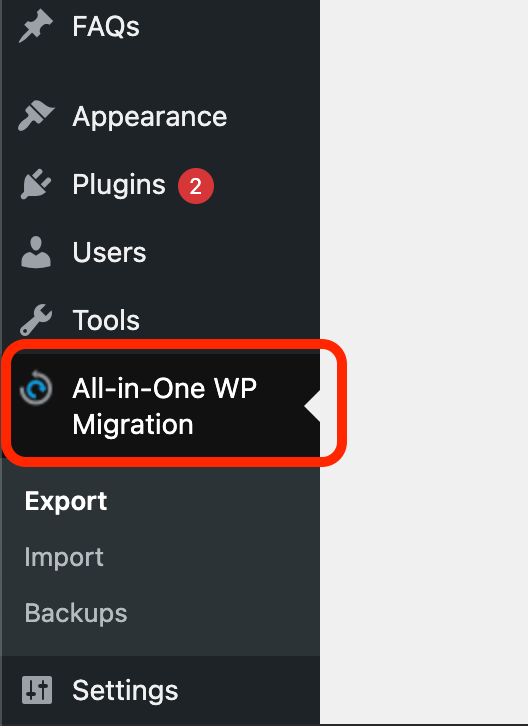 FAQs
Appearance
Plugins 2
Users
Tools
All-in-One WP
Migration
Export
Import
Backups
Settings